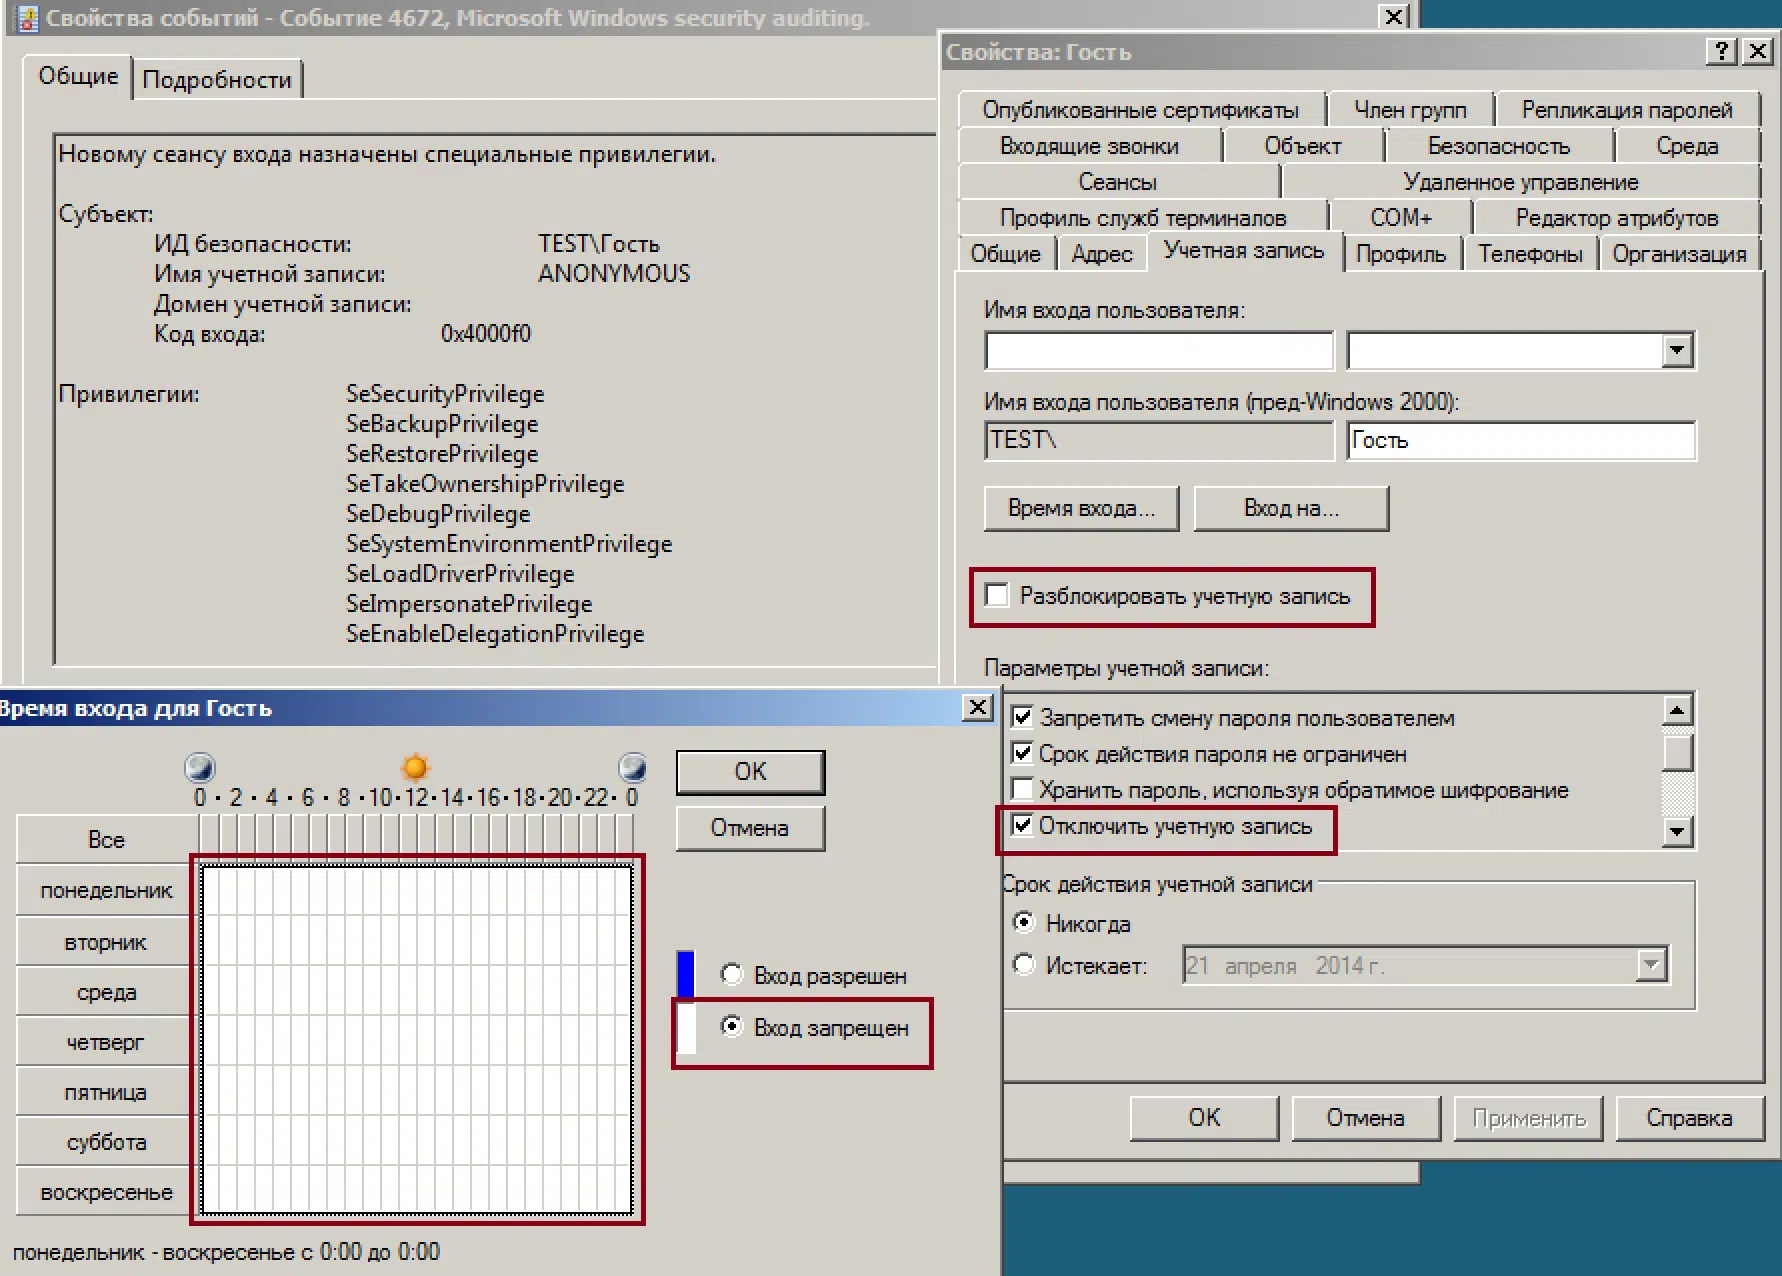 Свойства событий - Событие 4672, Microsoft Windows security auditing.
Общие
Подробности
Новому сеансу входа назначены специальные привилегии.
Субъект:
ИД безопасности: TEST\Гость
Имя учетной записи: ANONYMOUS
Домен учетной записи:
Код входа: 0x4000f0
Привилегии: SeSecurityPrivilege
SeBackupPrivilege
SeRestorePrivilege
SeTakeOwnershipPrivilege
SeDebugPrivilege
SeSystemEnvironmentPrivilege
SeLoadDriverPrivilege
SeImpersonatePrivilege
SeEnableDelegationPrivilege
Свойства: Гость
Опубликованные сертификаты Член групп Репликация паролей
Входящие звонки Объект Безопасность Среда
Сеансы Удаленное управление
Профиль служб терминалов COM+ Редактор атрибутов
Общие Адрес Учетная запись Профиль Телефоны Организация
Имя входа пользователя:
Имя входа пользователя (пред-Windows 2000):
TEST\ Гость
Время входа... Вход на...
Разблокировать учетную запись
Параметры учетной записи:
Запретить смену пароля пользователем
Срок действия пароля не ограничен
Хранить пароль, используя обратимое шифрование
Отключить учетную запись
Срок действия учетной записи
Никогда
Истекает: 21 апреля 2014 г.
OK Отмена Применить Справка
Время входа для Гость
0 · 2 · 4 · 6 · 8 · 10 · 12 · 14 · 16 · 18 · 20 · 22 · 0
Все
понедельник
вторник
среда
четверг
пятница
суббота
воскресенье
OK
Отмена
Вход разрешен
Вход запрещен
понедельник - воскресенье с 0:00 до 0:00